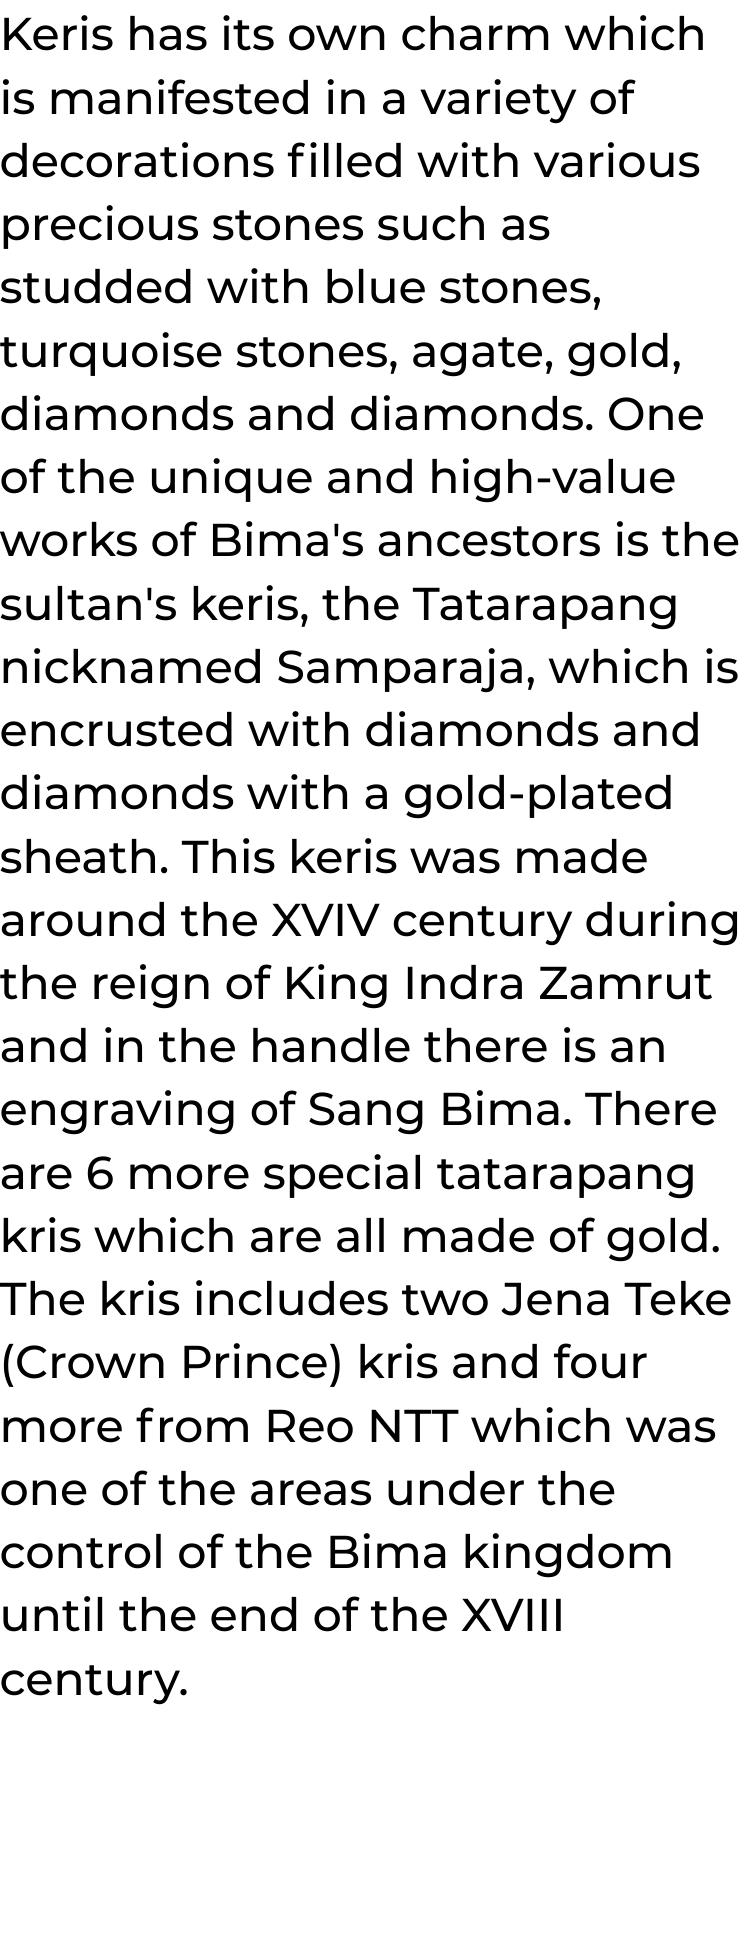 Keris has its own charm which
is manifested in a variety of
decorations filled with various
precious stones such as
studded with blue stones,
turquoise stones, agate, gold,
diamonds and diamonds. One
of the unique and high-value
works of Bima's ancestors is the
sultan's keris, the Tatarapang
nicknamed Samparaja, which is
encrusted with diamonds and
diamonds with a gold-plated
sheath. This keris was made
around the XVIV century during
the reign of King Indra Zamrut
and in the handle there is an
engraving of Sang Bima. There
are 6 more special tatarapang
kris which are all made of gold.
The kris includes two Jena Teke
(Crown Prince) kris and four
more from Reo NTT which was
one of the areas under the
control of the Bima kingdom
until the end of the XVIII
century.